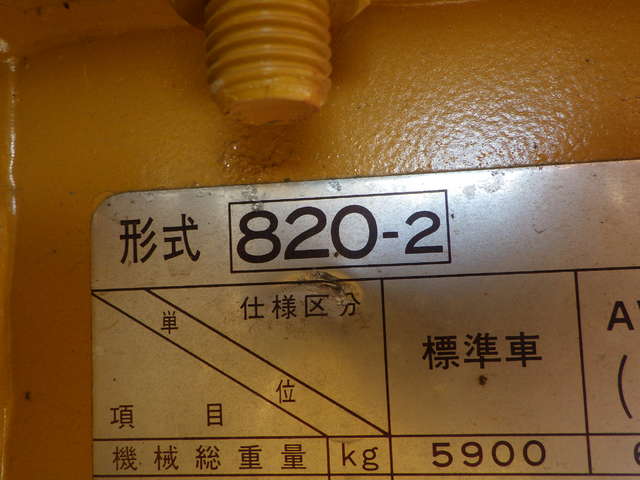 形式 820-2
仕様区分
単位
標準車
項目
機械総重量 kg 5900